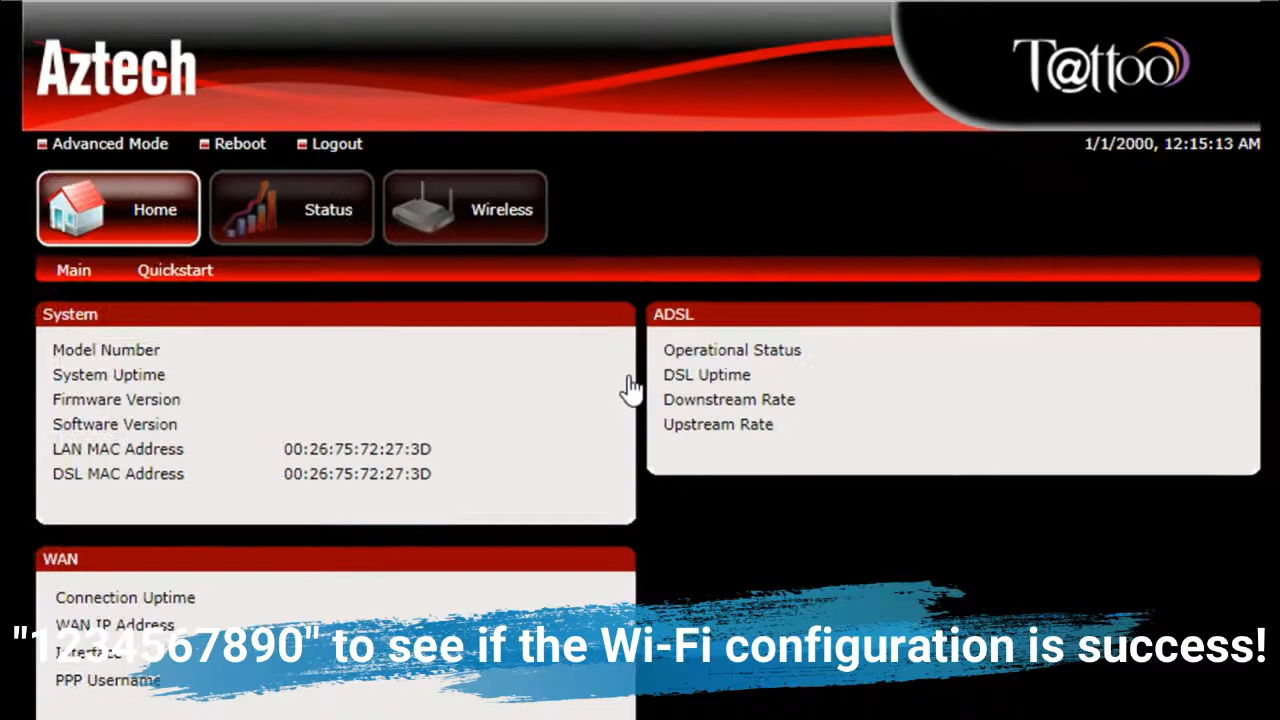 Aztech
T@ttoo
Advanced Mode Reboot Logout 1/1/2000, 12:15:13 AM
Home Status Wireless
Main Quickstart
System
Model Number
System Uptime
Firmware Version
Software Version
LAN MAC Address 00:26:75:72:27:3D
DSL MAC Address 00:26:75:72:27:3D
ADSL
Operational Status
DSL Uptime
Downstream Rate
Upstream Rate
WAN
Connection Uptime
WAN IP Address
Interface
PPP Username
"1234567890" to see if the Wi-Fi configuration is success!